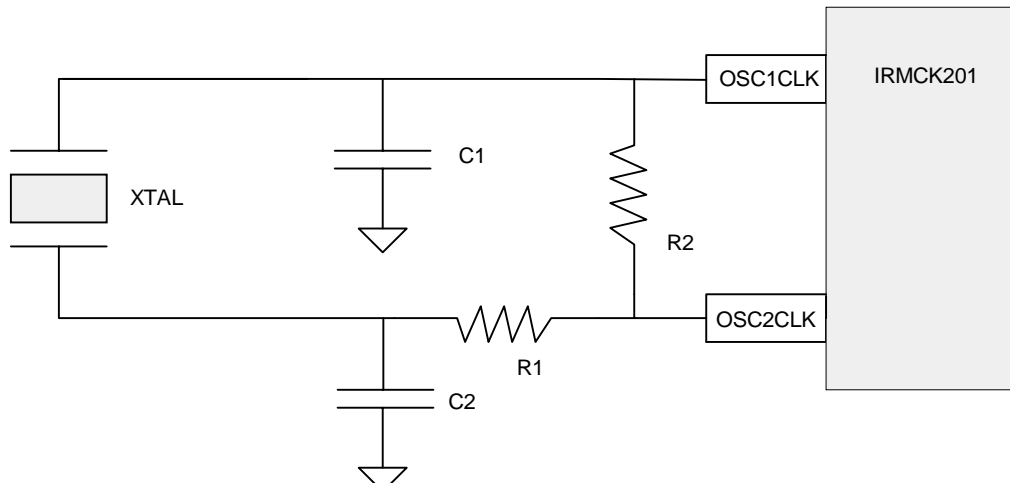 OSC1CLK
IRMCK201
C1
XTAL
R2
OSC2CLK
R1
C2